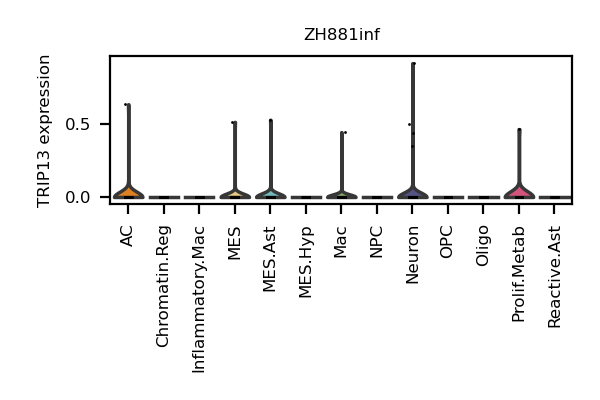 ZH881inf
TRIP13 expression
0.5
0.0
AC
Chromatin.Reg
Inflammatory.Mac
MES
MES.Ast
MES.Hyp
Mac
NPC
Neuron
OPC
Oligo
Prolif.Metab
Reactive.Ast